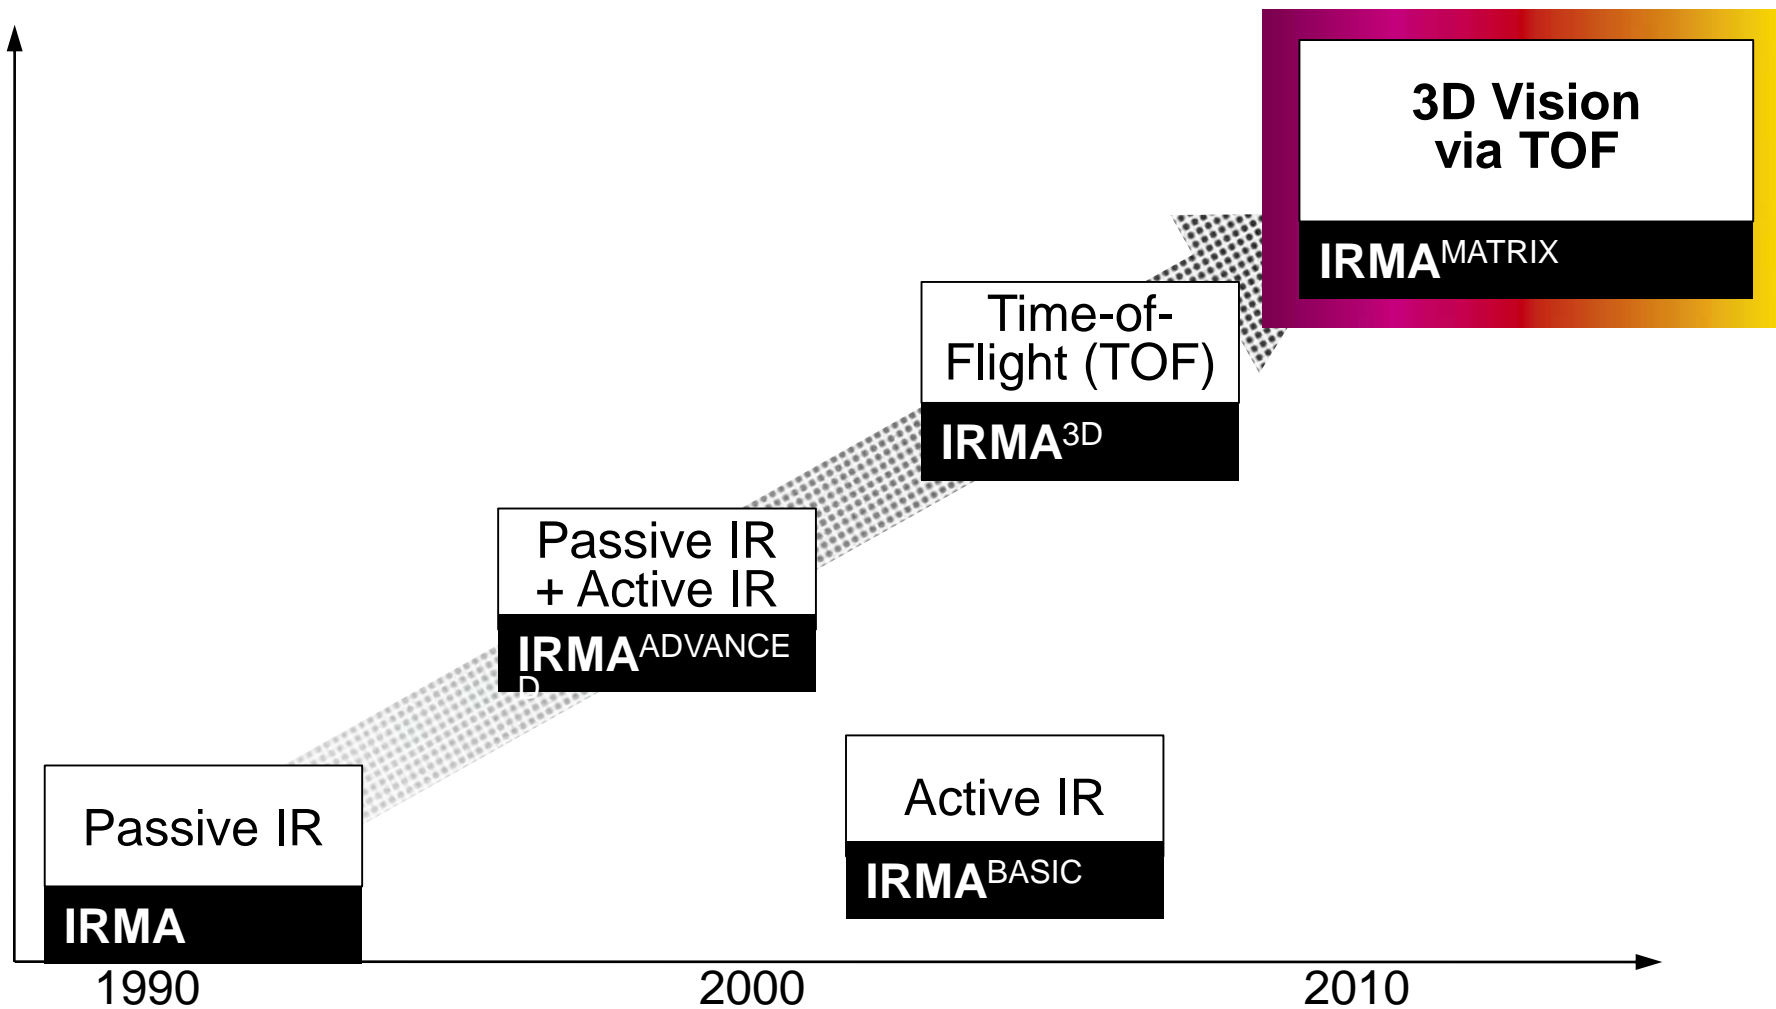 3D Vision
via TOF
IRMAMATRIX
Time-of-
Flight (TOF)
IRMA3D
Passive IR
+ Active IR
IRMAADVANCE
D
Active IR
IRMABASIC
Passive IR
IRMA
1990
2000
2010